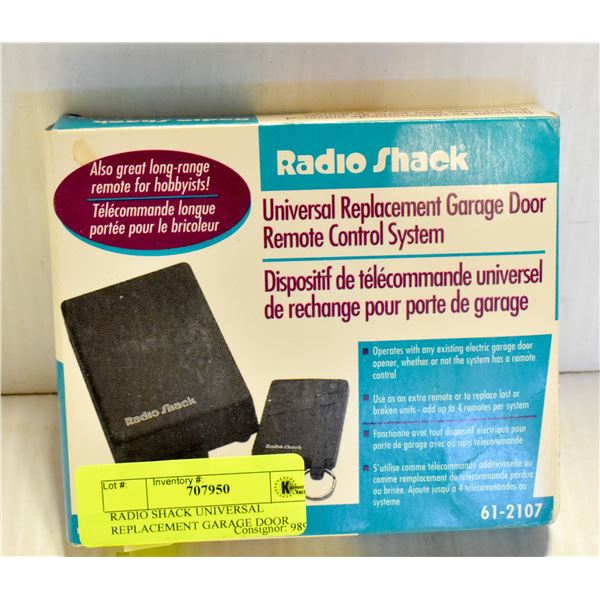 Also great long-range
remote for hobbyists!
Télécommande longue
portée pour le bricoleur
Radio Shack
Universal Replacement Garage Door
Remote Control System
Dispositif de télécommande universel
de rechange pour porte de garage
Operates with any existing electric garage door
opener, whether or not the system has a remote
control
Use as an extra remote or to replace lost or
broken units - add up to 4 remotes per system
Fonctionne avec tout dispositif électrique pour
porte de garage avec ou sans télécommande
S'utilise comme télécommande additionnelle ou
comme remplacement de télécommande perdue
ou brisée. Ajoute jusqu'à 4 télécommandes au
systeme
61-2107
Radio Shack
Radio Shack
Lot #:
Inventory #:
707950
RADIO SHACK UNIVERSAL
REPLACEMENT GARAGE DOOR
Consignor: 989